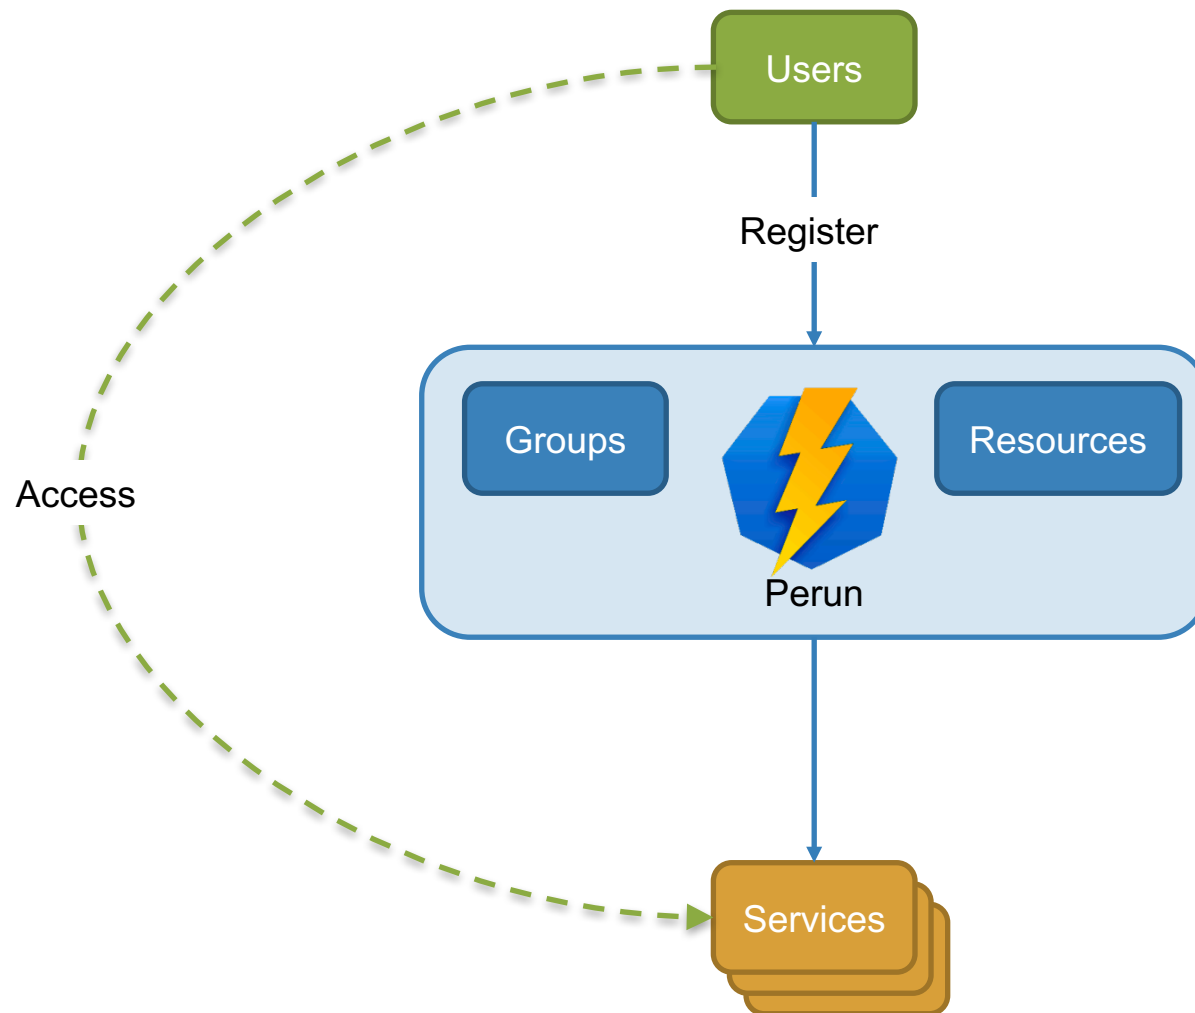 Users
Register
Groups
Resources
Access
Perun
Services